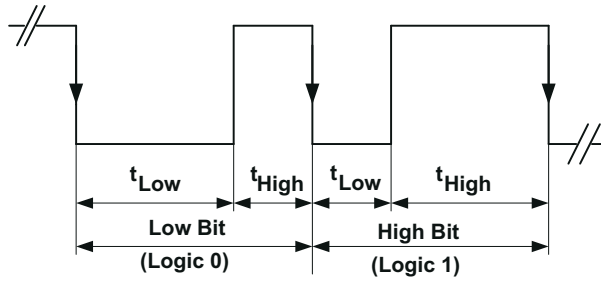 tLow
tHigh
tLow
tHigh
Low Bit
(Logic 0)
High Bit
(Logic 1)